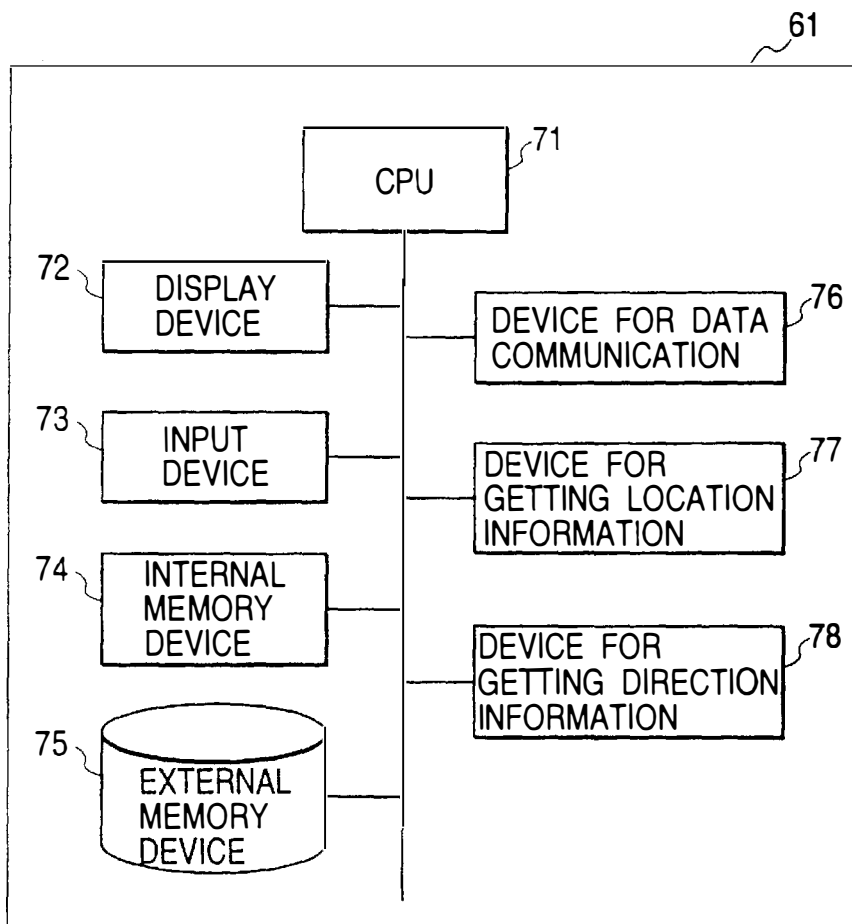 61
CPU
71
72
DISPLAY
DEVICE
DEVICE FOR DATA
COMMUNICATION
76
73
INPUT
DEVICE
DEVICE FOR
GETTING LOCATION
INFORMATION
77
74
INTERNAL
MEMORY
DEVICE
DEVICE FOR
GETTING DIRECTION
INFORMATION
78
75
EXTERNAL
MEMORY
DEVICE